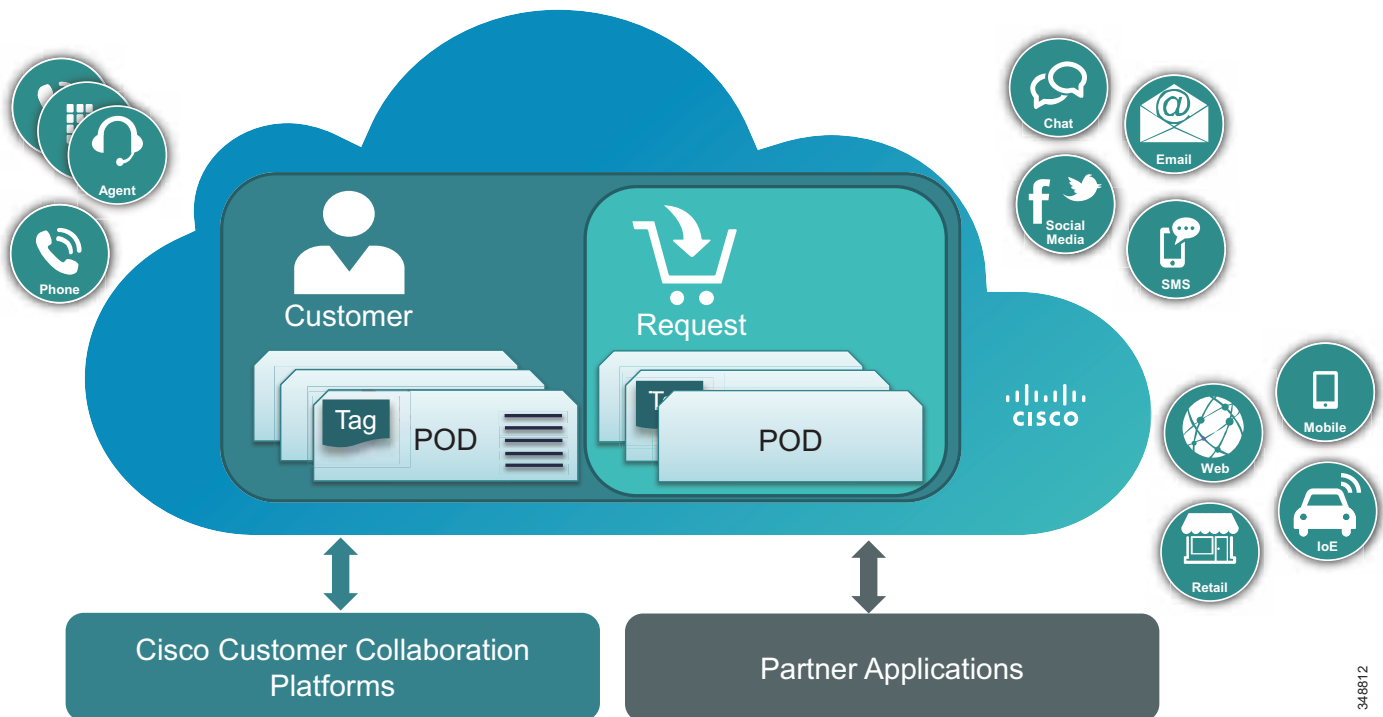 Agent
Phone
Chat
Email
Social
Media
SMS
Customer
Request
Tag
POD
POD
CISCO
Mobile
Web
IoE
Retail
Cisco Customer Collaboration
Platforms
Partner Applications
348812